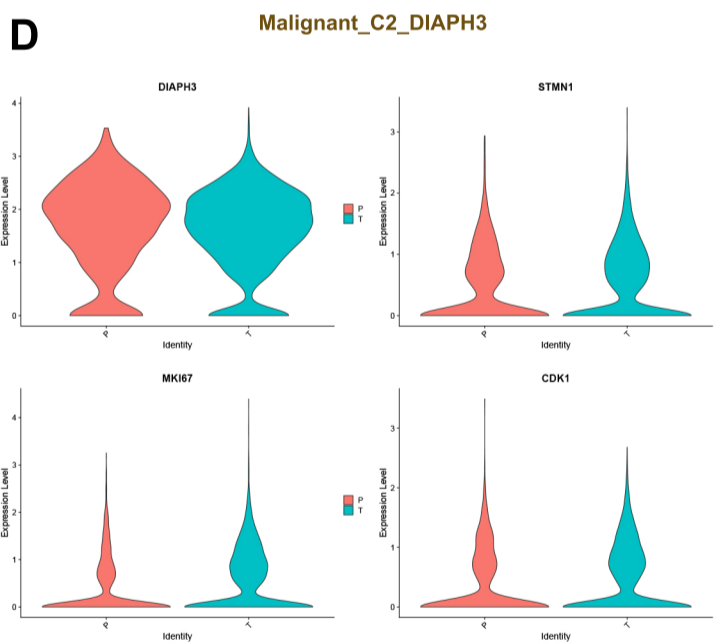 D
Malignant_C2_DIAPH3
DIAPH3
Expression Level
4
3
2
1
0
P
T
Identity
P
T
STMN1
Expression Level
3
2
1
0
P
T
Identity
MKI67
Expression Level
4
3
2
1
0
P
T
Identity
P
T
CDK1
Expression Level
3
2
1
0
P
T
Identity